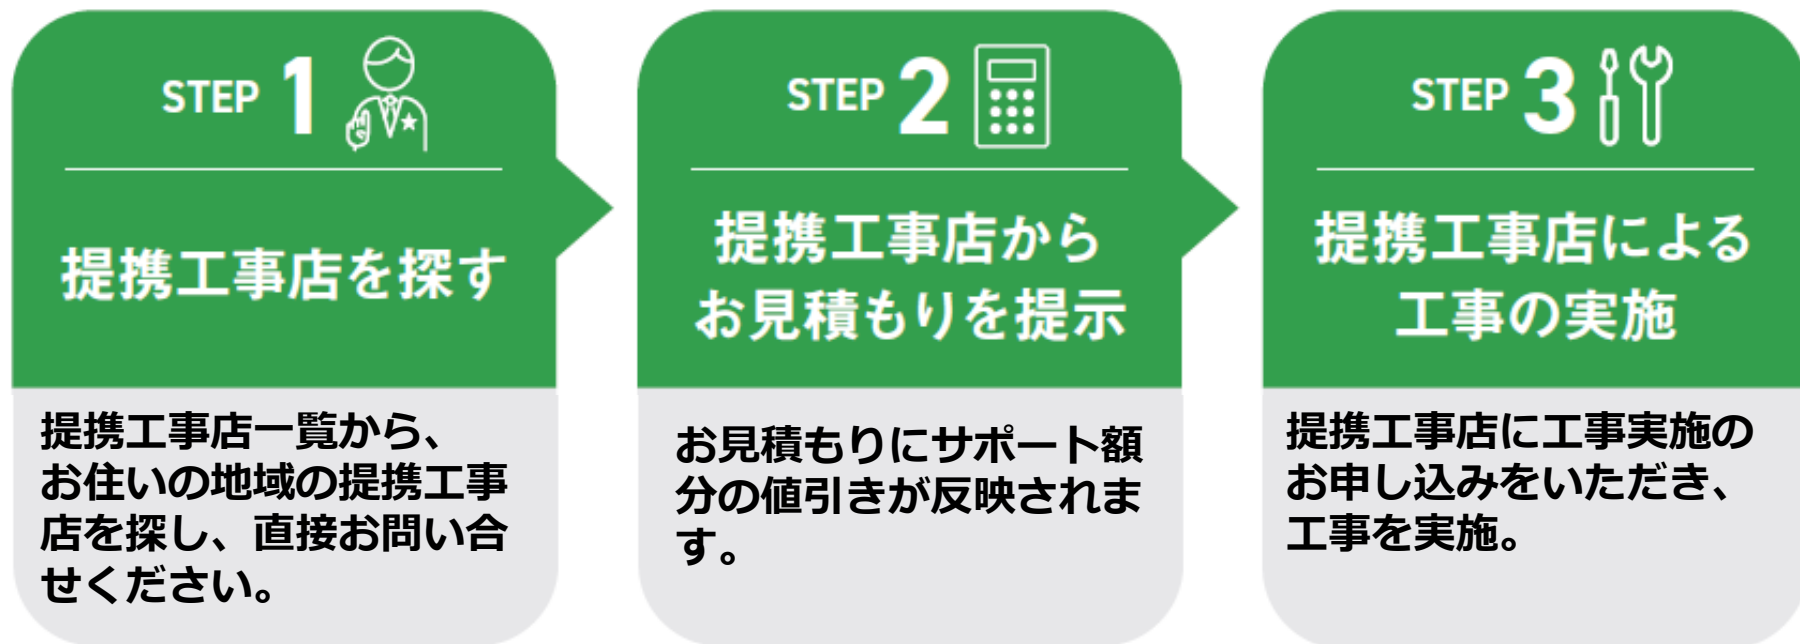 STEP 1
提携工事店を探す
提携工事店一覧から、
お住いの地域の提携工事
店を探し、直接お問い合
せください。
STEP 2
提携工事店から
お見積もりを提示
お見積もりにサポート額
分の値引きが反映されま
す。
STEP 3
提携工事店による
工事の実施
提携工事店に工事実施の
お申し込みをいただき、
工事を実施。